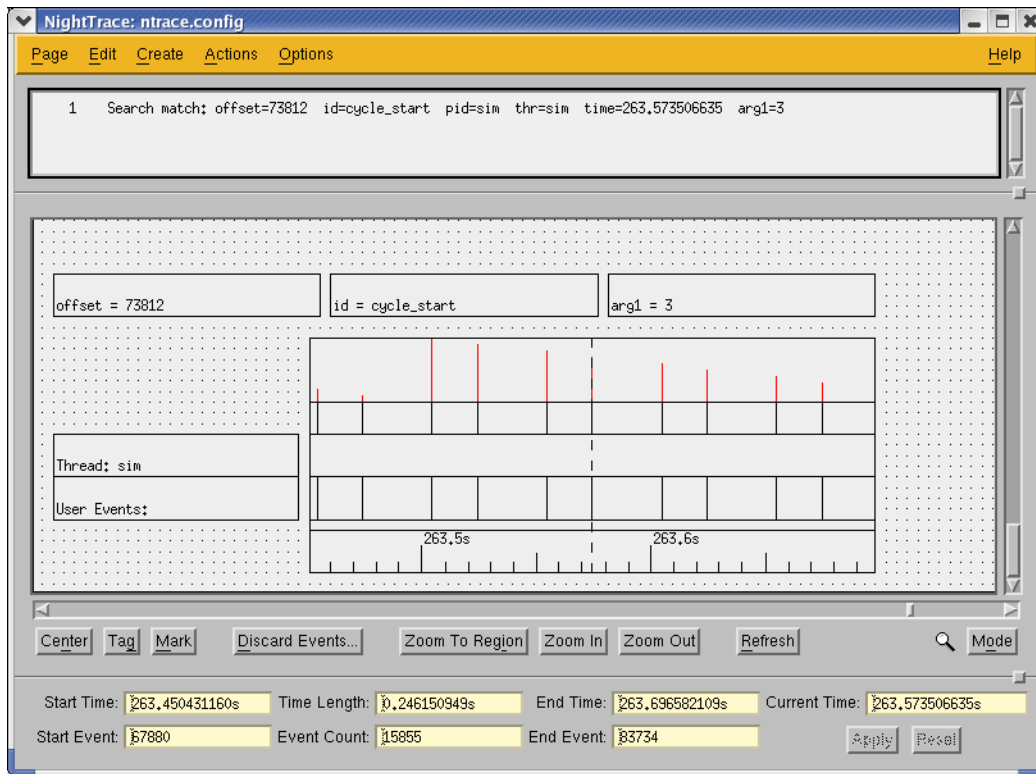 NightTrace: ntrace.config
Page Edit Create Actions Options Help
1 Search match: offset=73812 id=cycle_start pid=sim thr=sim time=263.573506635 arg1=3
offset = 73812 id = cycle_start arg1 = 3
Thread: sim
User Events:
263.5s 263.6s
Center Tag Mark Discard Events... Zoom To Region Zoom In Zoom Out Refresh Mode
Start Time: 263.450431160s Time Length: 0.246150949s End Time: 263.696582109s Current Time: 263.573506635s
Start Event: 67880 Event Count: 15855 End Event: 83734 Apply Reset